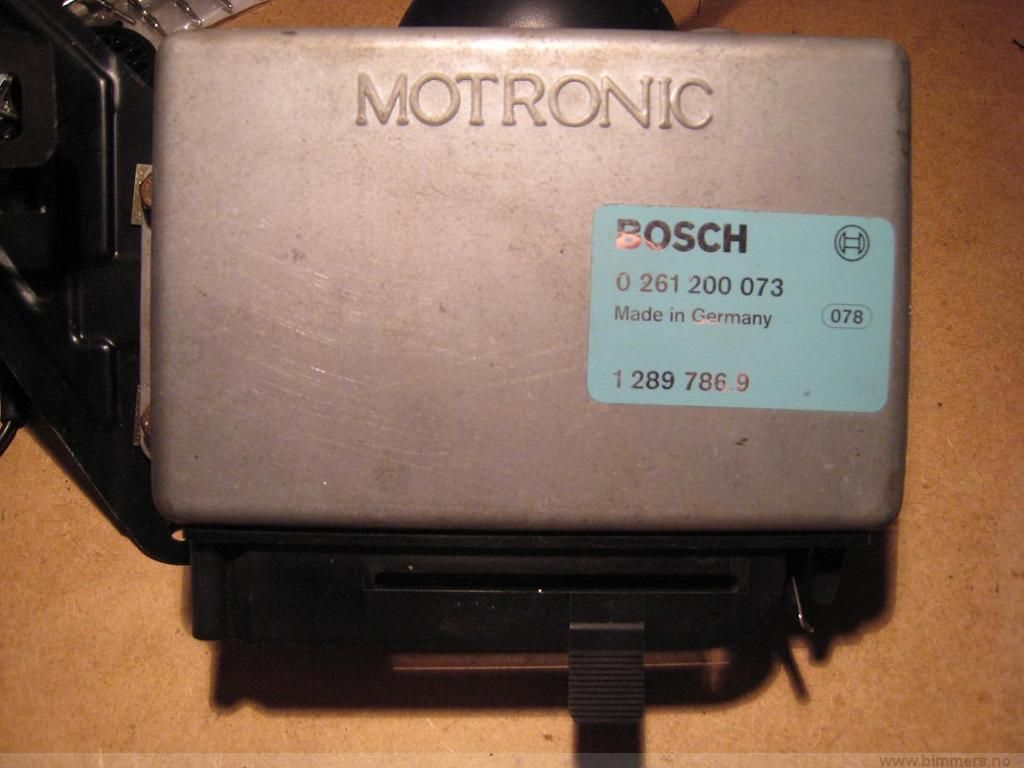 MOTRONIC
BOSCH
0 261 200 073
Made in Germany
078
1 289 786.9
www.bimmers.no